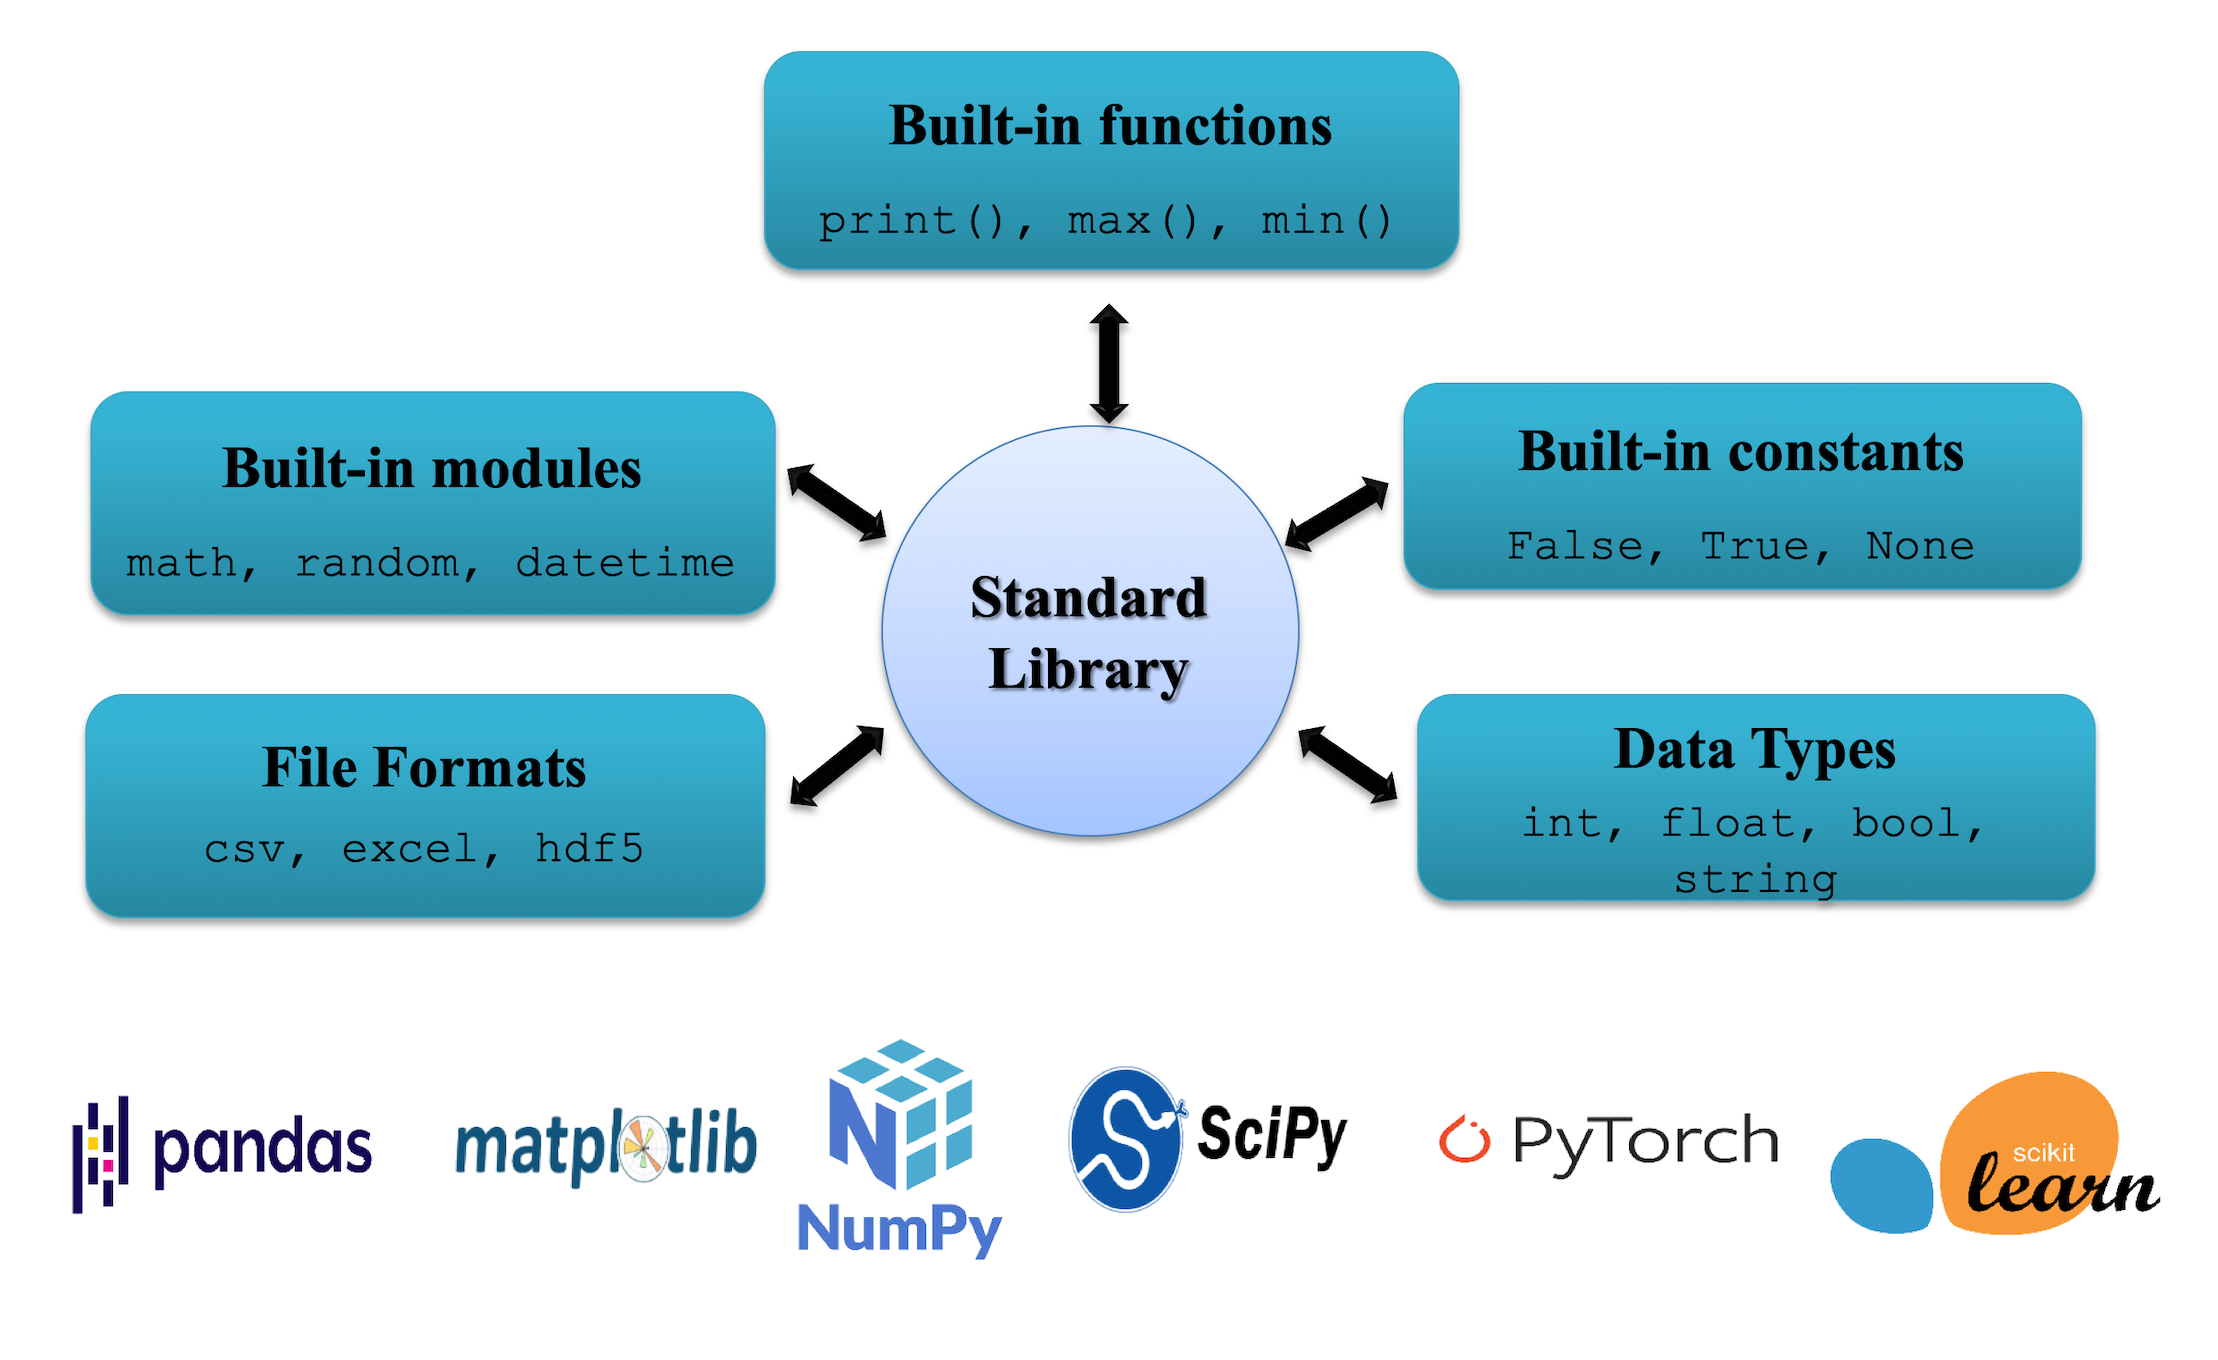 Built-in functions
print(), max(), min()
Built-in modules
math, random, datetime
Built-in constants
False, True, None
Standard
Library
File Formats
csv, excel, hdf5
Data Types
int, float, bool,
string
pandas
matplotlib
NumPy
SciPy
PyTorch
scikit
learn